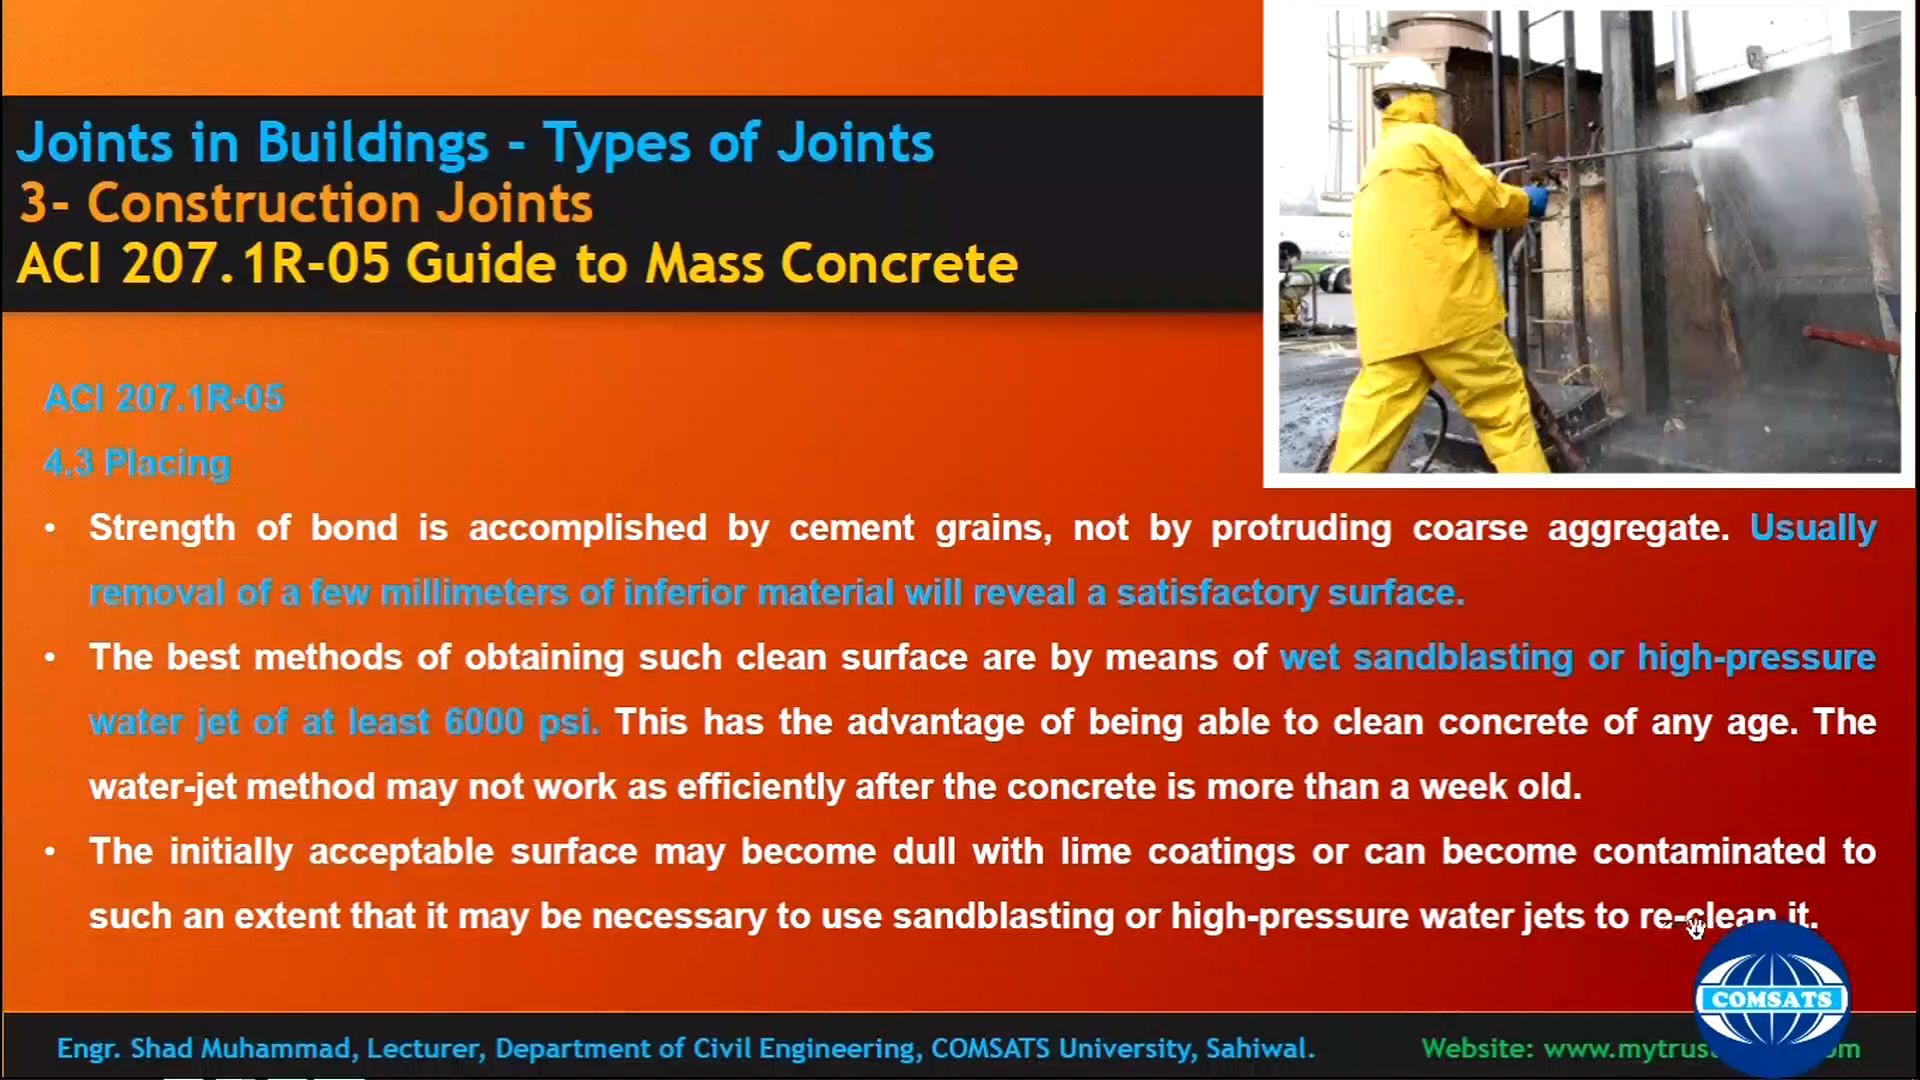 Joints in Buildings - Types of Joints
3- Construction Joints
ACI 207.1R-05 Guide to Mass Concrete
ACI 207.1R-05
4.3 Placing
• Strength of bond is accomplished by cement grains, not by protruding coarse aggregate. Usually
removal of a few millimeters of inferior material will reveal a satisfactory surface.
• The best methods of obtaining such clean surface are by means of wet sandblasting or high-pressure
water jet of at least 6000 psi. This has the advantage of being able to clean concrete of any age. The
water-jet method may not work as efficiently after the concrete is more than a week old.
• The initially acceptable surface may become dull with lime coatings or can become contaminated to
such an extent that it may be necessary to use sandblasting or high-pressure water jets to re-clean it.
COMSATS
Engr. Shad Muhammad, Lecturer, Department of Civil Engineering, COMSATS University, Sahiwal. Website: